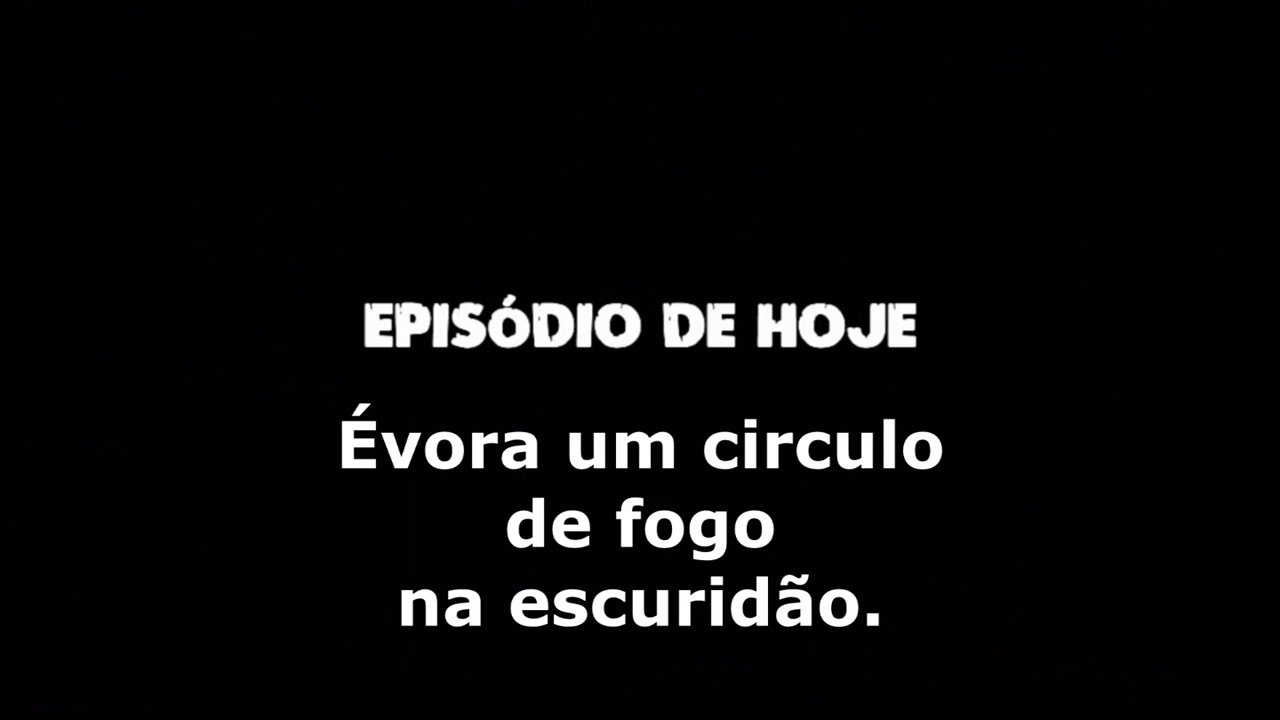 EPISÓDIO DE HOJE
Évora um circulo
de fogo
na escuridão.